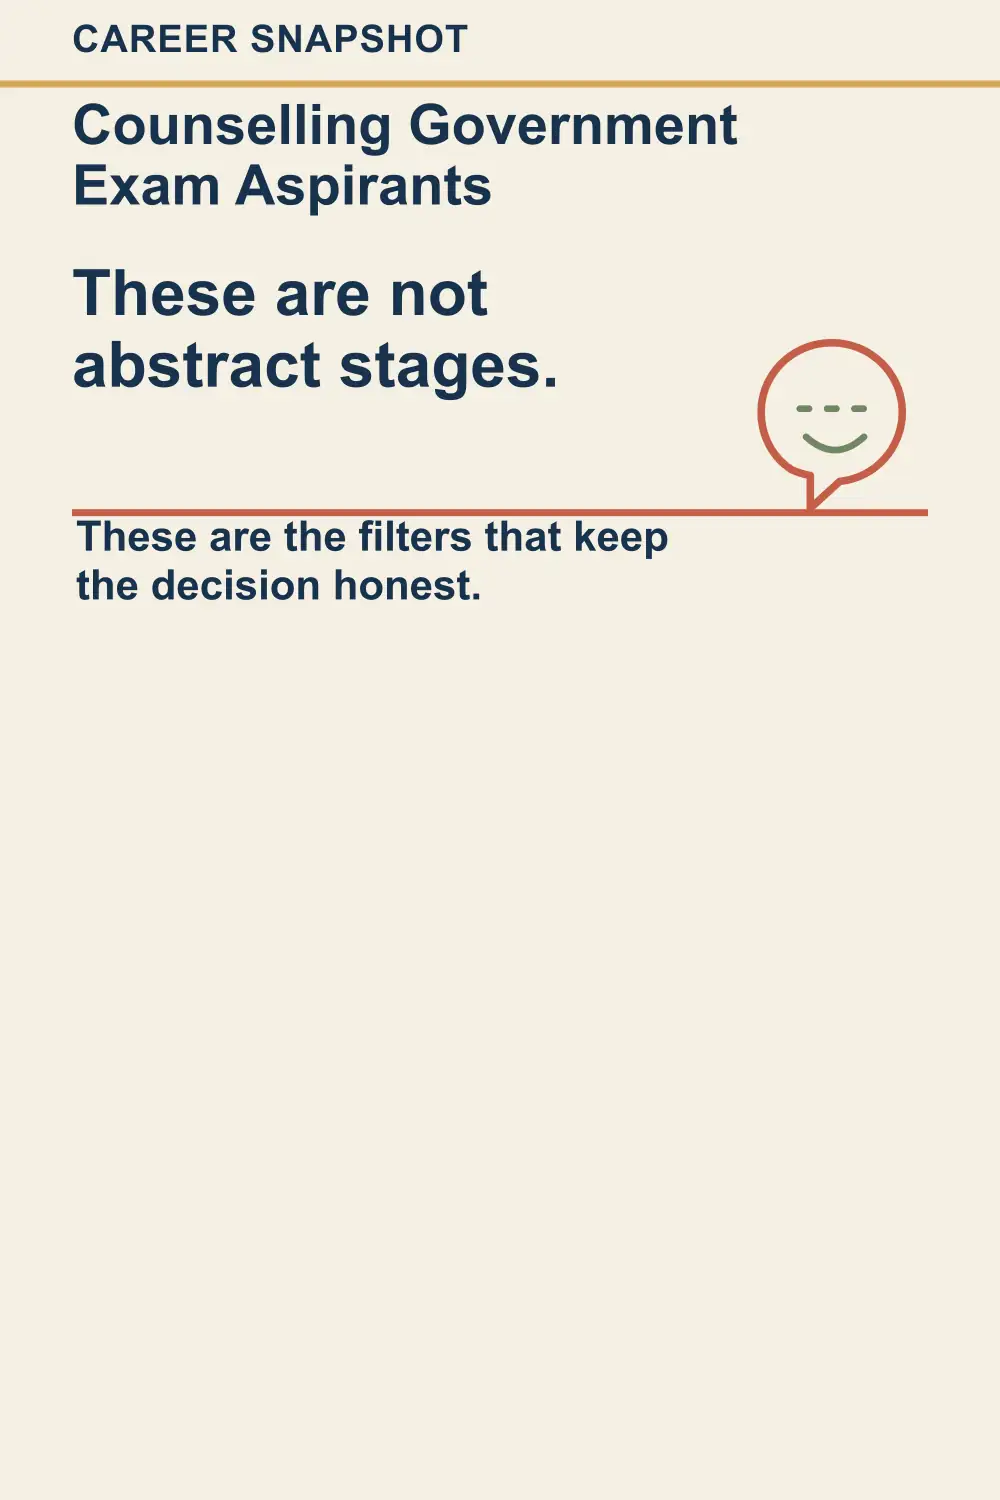 CAREER SNAPSHOT
Counselling Government
Exam Aspirants
These are not
abstract stages.
These are the filters that keep
the decision honest.